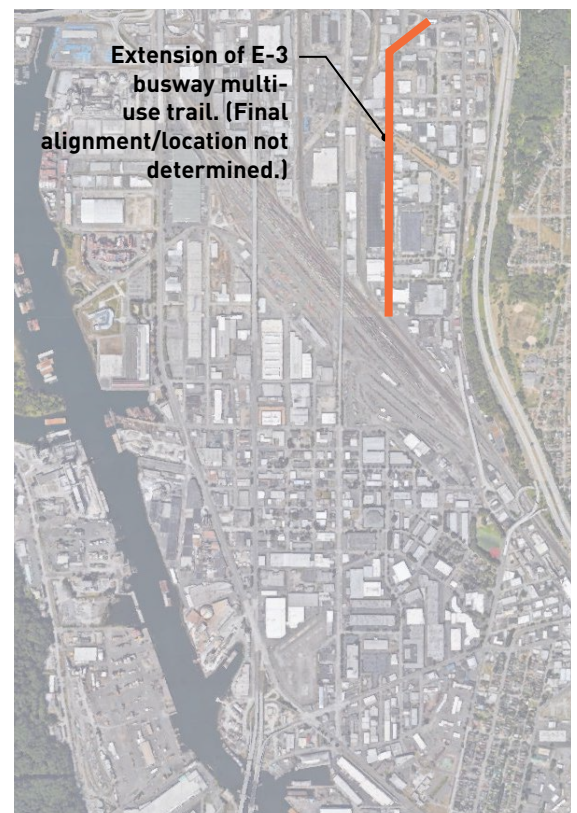 Extension of E-3
busway multi-
use trail. (Final
alignment/location not
determined.)